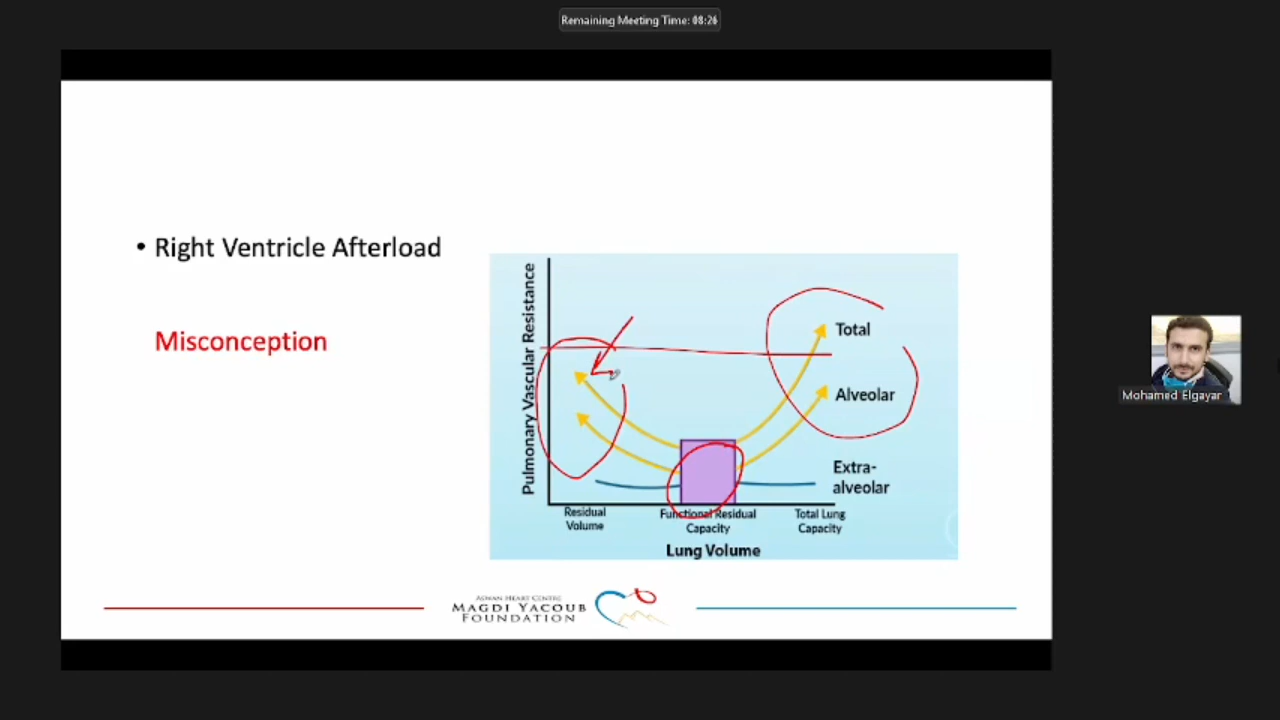 Remaining Meeting Time: 08:26
• Right Ventricle Afterload
Misconception
Pulmonary Vascular Resistance
Total
Alveolar
Extra-
alveolar
Residual
Volume
Functional Residual
Capacity
Total Lung
Capacity
Lung Volume
ASWAN HEART CENTRE
MAGDI YACOUB
FOUNDATION
Mohamed Elgayar